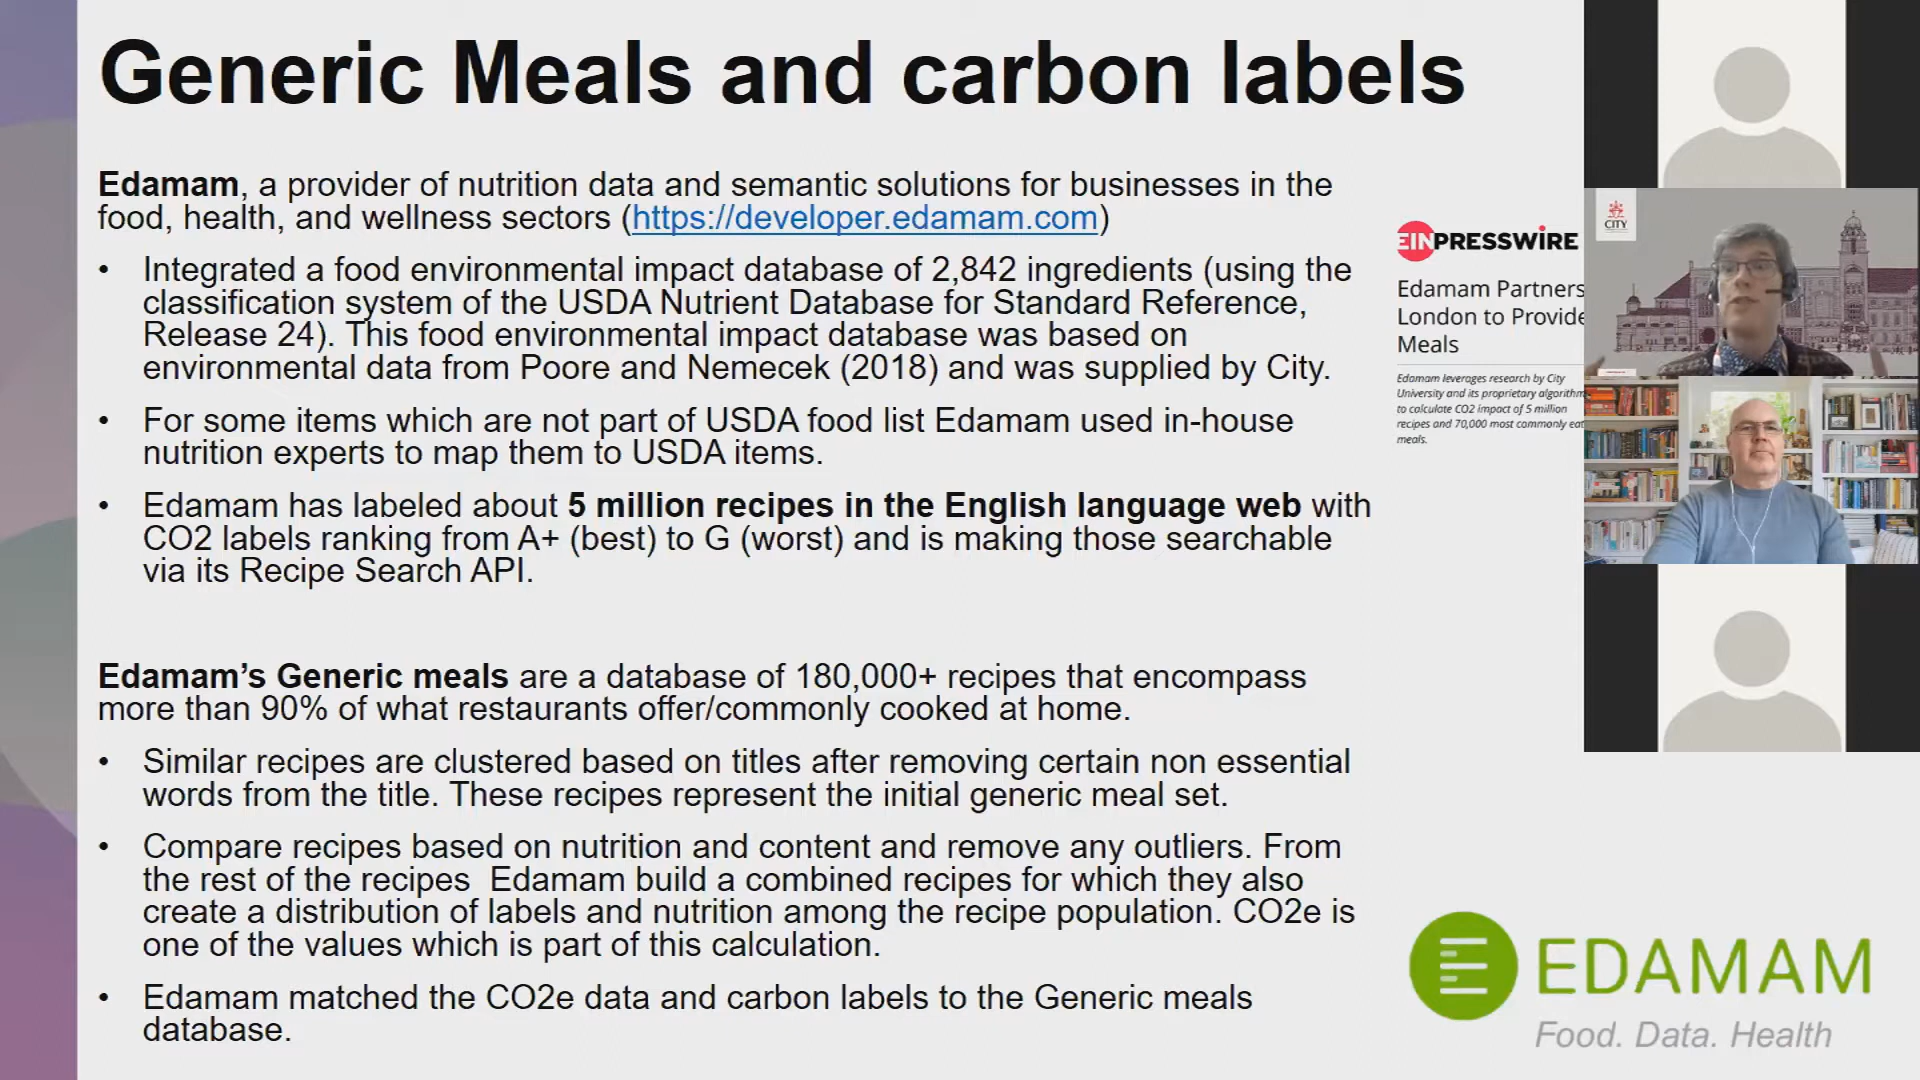 Generic Meals and carbon labels
Edamam, a provider of nutrition data and semantic solutions for businesses in the
food, health, and wellness sectors (https://developer.edamam.com)
• Integrated a food environmental impact database of 2,842 ingredients (using the
classification system of the USDA Nutrient Database for Standard Reference,
Release 24). This food environmental impact database was based on
environmental data from Poore and Nemecek (2018) and was supplied by City.
• For some items which are not part of USDA food list Edamam used in-house
nutrition experts to map them to USDA items.
• Edamam has labeled about 5 million recipes in the English language web with
CO2 labels ranking from A+ (best) to G (worst) and is making those searchable
via its Recipe Search API.
Edamam’s Generic meals are a database of 180,000+ recipes that encompass
more than 90% of what restaurants offer/commonly cooked at home.
• Similar recipes are clustered based on titles after removing certain non essential
words from the title. These recipes represent the initial generic meal set.
• Compare recipes based on nutrition and content and remove any outliers. From
the rest of the recipes  Edamam build a combined recipes for which they also
create a distribution of labels and nutrition among the recipe population. CO2e is
one of the values which is part of this calculation.
• Edamam matched the CO2e data and carbon labels to the Generic meals
database.
EINPRESSWIRE
Edamam Partners
London to Provide
Meals
Edamam leverages research by City
University and its proprietary algorithm
to calculate CO2 impact of 5 million
recipes and 70,000 most commonly eat
meals.
CITY
EDAMAM
Food. Data. Health